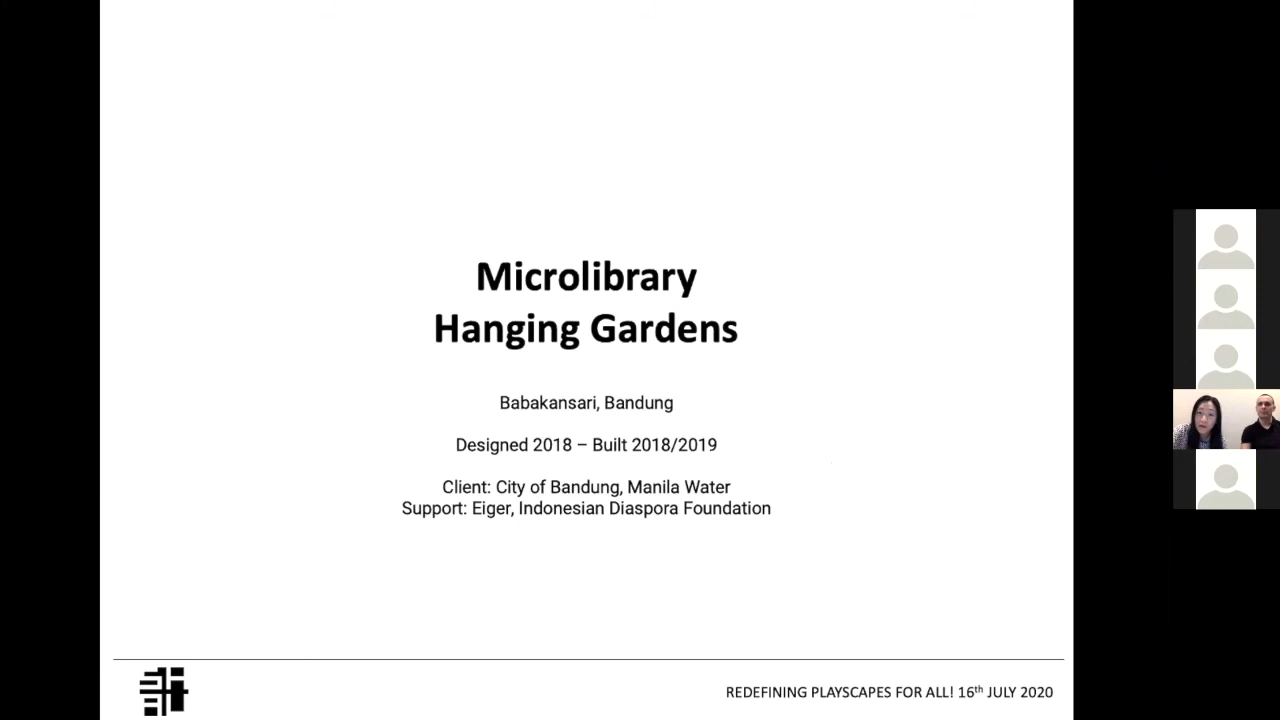 Microlibrary
Hanging Gardens
Babakansari, Bandung
Designed 2018 – Built 2018/2019
Client: City of Bandung, Manila Water
Support: Eiger, Indonesian Diaspora Foundation
REDEFINING PLAYSCAPES FOR ALL! 16th JULY 2020